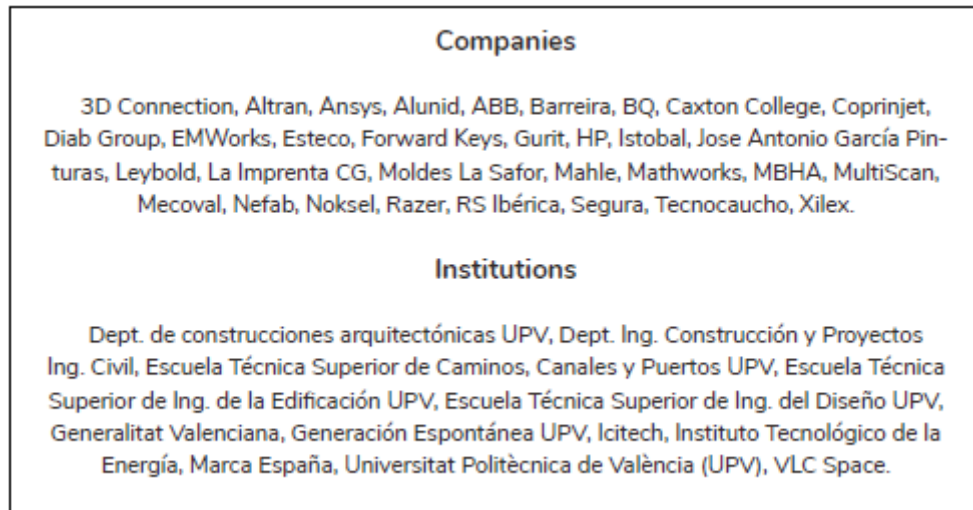 Companies
3D Connection, Altran, Ansys, Alunid, ABB, Barreira, BQ, Caxton College, Coprinjet,
Diab Group, EMWorks, Esteco, Forward Keys, Gurit, HP, Istobal, Jose Antonio García Pin-
turas, Leybold, La Imprenta CG, Moldes La Safor, Mahle, Mathworks, MBHA, MultiScan,
Mecoval, Nefab, Noksel, Razer, RS Ibérica, Segura, Tecnocaucho, Xilex.
Institutions
Dept. de construcciones arquitectónicas UPV, Dept. Ing. Construcción y Proyectos
Ing. Civil, Escuela Técnica Superior de Caminos, Canales y Puertos UPV, Escuela Técnica
Superior de Ing. de la Edificación UPV, Escuela Técnica Superior de Ing. del Diseño UPV,
Generalitat Valenciana, Generación Espontánea UPV, Icitech, Instituto Tecnológico de la
Energía, Marca España, Universitat Politècnica de València (UPV), VLC Space.